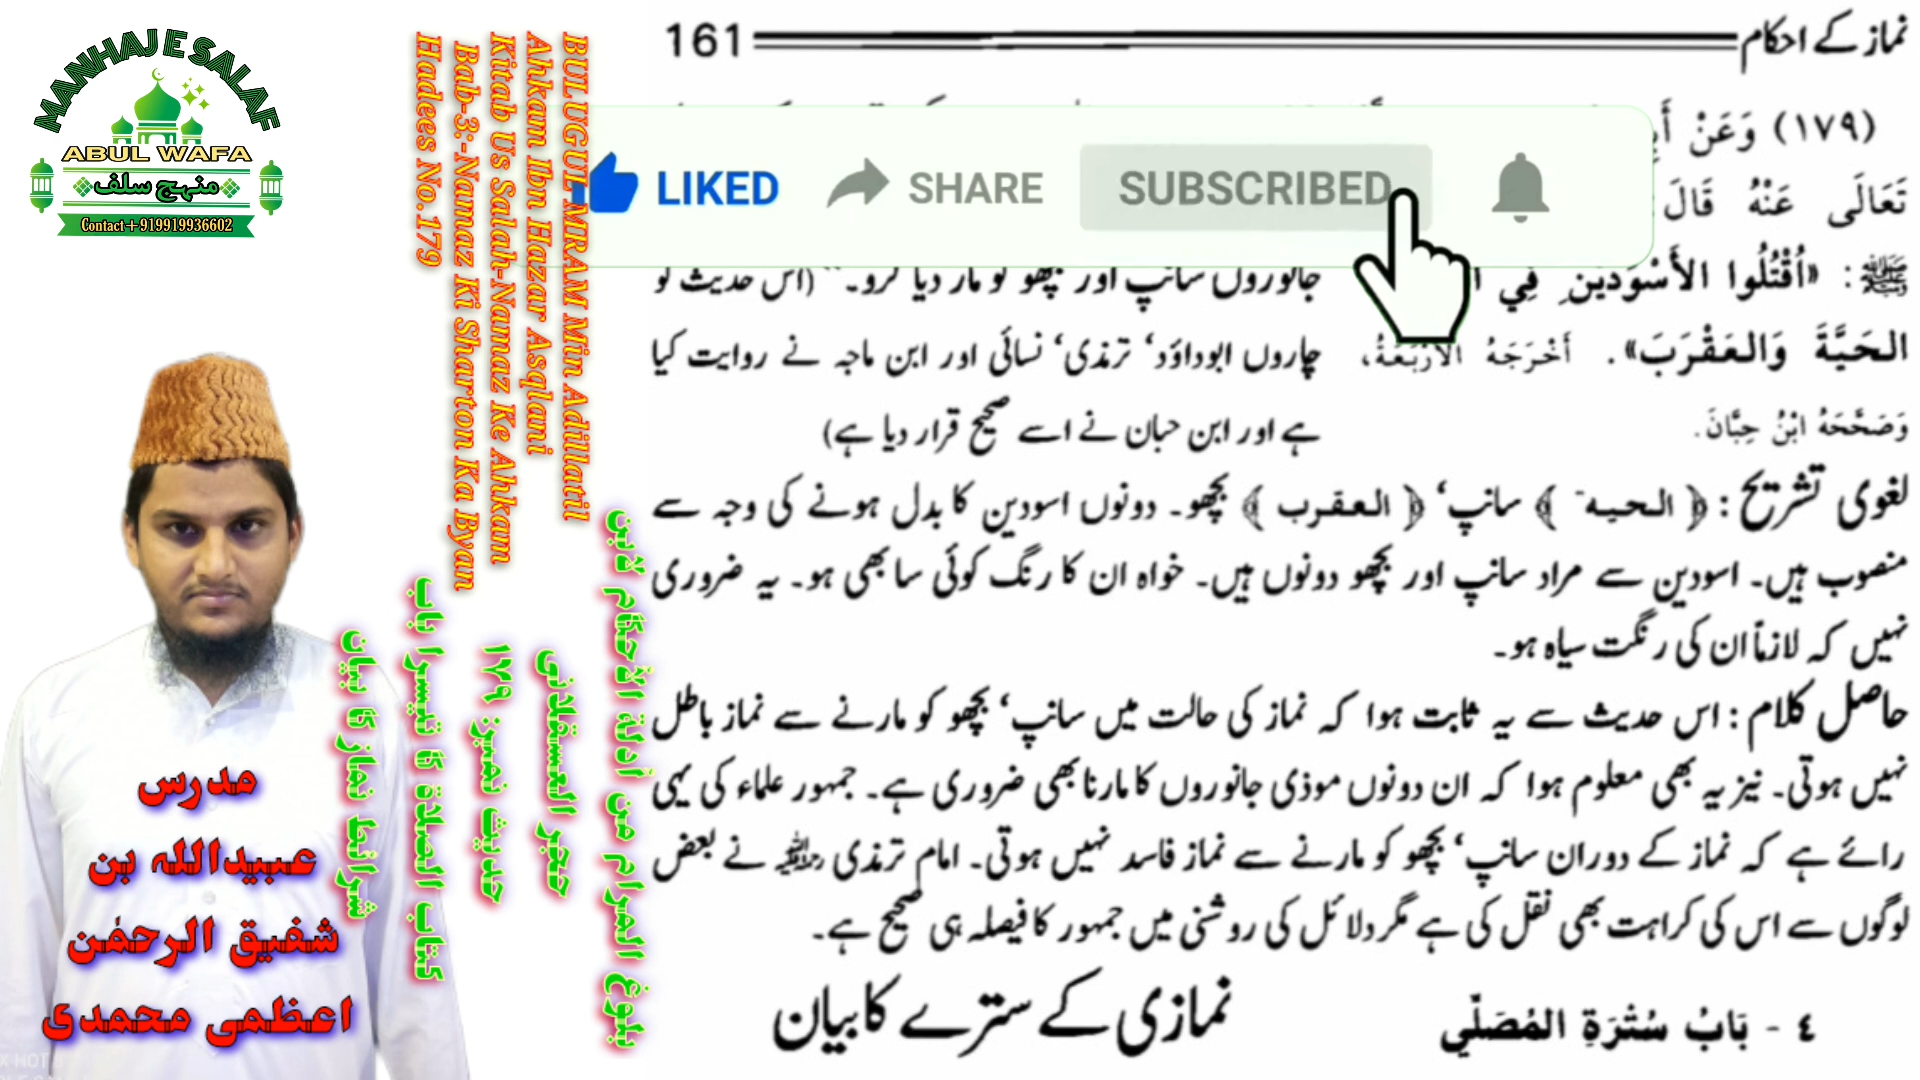 MANHAJE SALAF
ABUL WAFA
منہج سلف
Contact + 919919936602
BULUGUL MRAM Min Adillatil
Ahkam Ibn Hazar Asqlani
Kitab Us Salah-Namaz Ke Ahkam
Bab-3:-Namaz Ki Sharton Ka Byan
Hadees No.179
بلوغ المرام من أدلة الأحكام لابن
حجر العسقلانی
حدیث نمبر: ۱۷۹
کتاب الصلاة کا تیسرا باب
شرائط نماز کا بیان
مدرس
عبیداللہ بن
شفیق الرحمٰن
اعظمی محمدی
نماز کے احکام 161
LIKED SHARE SUBSCRIBED
(١٧٩) وَعَنْ
تَعَالَى عَنْهُ قَالَ
ﷺ: «اُقْتُلُوا الأَسْوَدَيْنِ فِي
الحَيَّةَ وَالعَقْرَبَ». أَخْرَجَهُ الأَرْبَعَةُ،
وَصَحَّحَهُ ابْنُ حِبَّانَ.
جانوروں سانپ اور بچھو کو مار دیا کرو۔" (اس حدیث کو
چاروں ابوداؤد‘ ترمذی‘ نسائی اور ابن ماجہ نے روایت کیا
ہے اور ابن حبان نے اسے صحیح قرار دیا ہے)
لغوی تشریح : ﴿ الحیة ﴾ سانپ‘ ﴿ العقرب ﴾ بچھو۔ دونوں اسودین کا بدل ہونے کی وجہ سے
منصوب ہیں۔ اسودین سے مراد سانپ اور بچھو دونوں ہیں۔ خواہ ان کا رنگ کوئی سا بھی ہو۔ یہ ضروری
نہیں کہ لازماً ان کی رنگت سیاہ ہو۔
حاصل کلام : اس حدیث سے یہ ثابت ہوا کہ نماز کی حالت میں سانپ‘ بچھو کو مارنے سے نماز باطل
نہیں ہوتی۔ نیز یہ بھی معلوم ہوا کہ ان دونوں موذی جانوروں کا مارنا بھی ضروری ہے۔ جمہور علماء کی یہی
رائے ہے کہ نماز کے دوران سانپ‘ بچھو کو مارنے سے نماز فاسد نہیں ہوتی۔ امام ترمذی رحمہ اللہ نے بعض
لوگوں سے اس کی کراہت بھی نقل کی ہے مگر دلائل کی روشنی میں جمہور کا فیصلہ ہی صحیح ہے۔
٤ - بَابُ سُتْرَةِ المُصَلِّي
نمازی کے سترے کا بیان